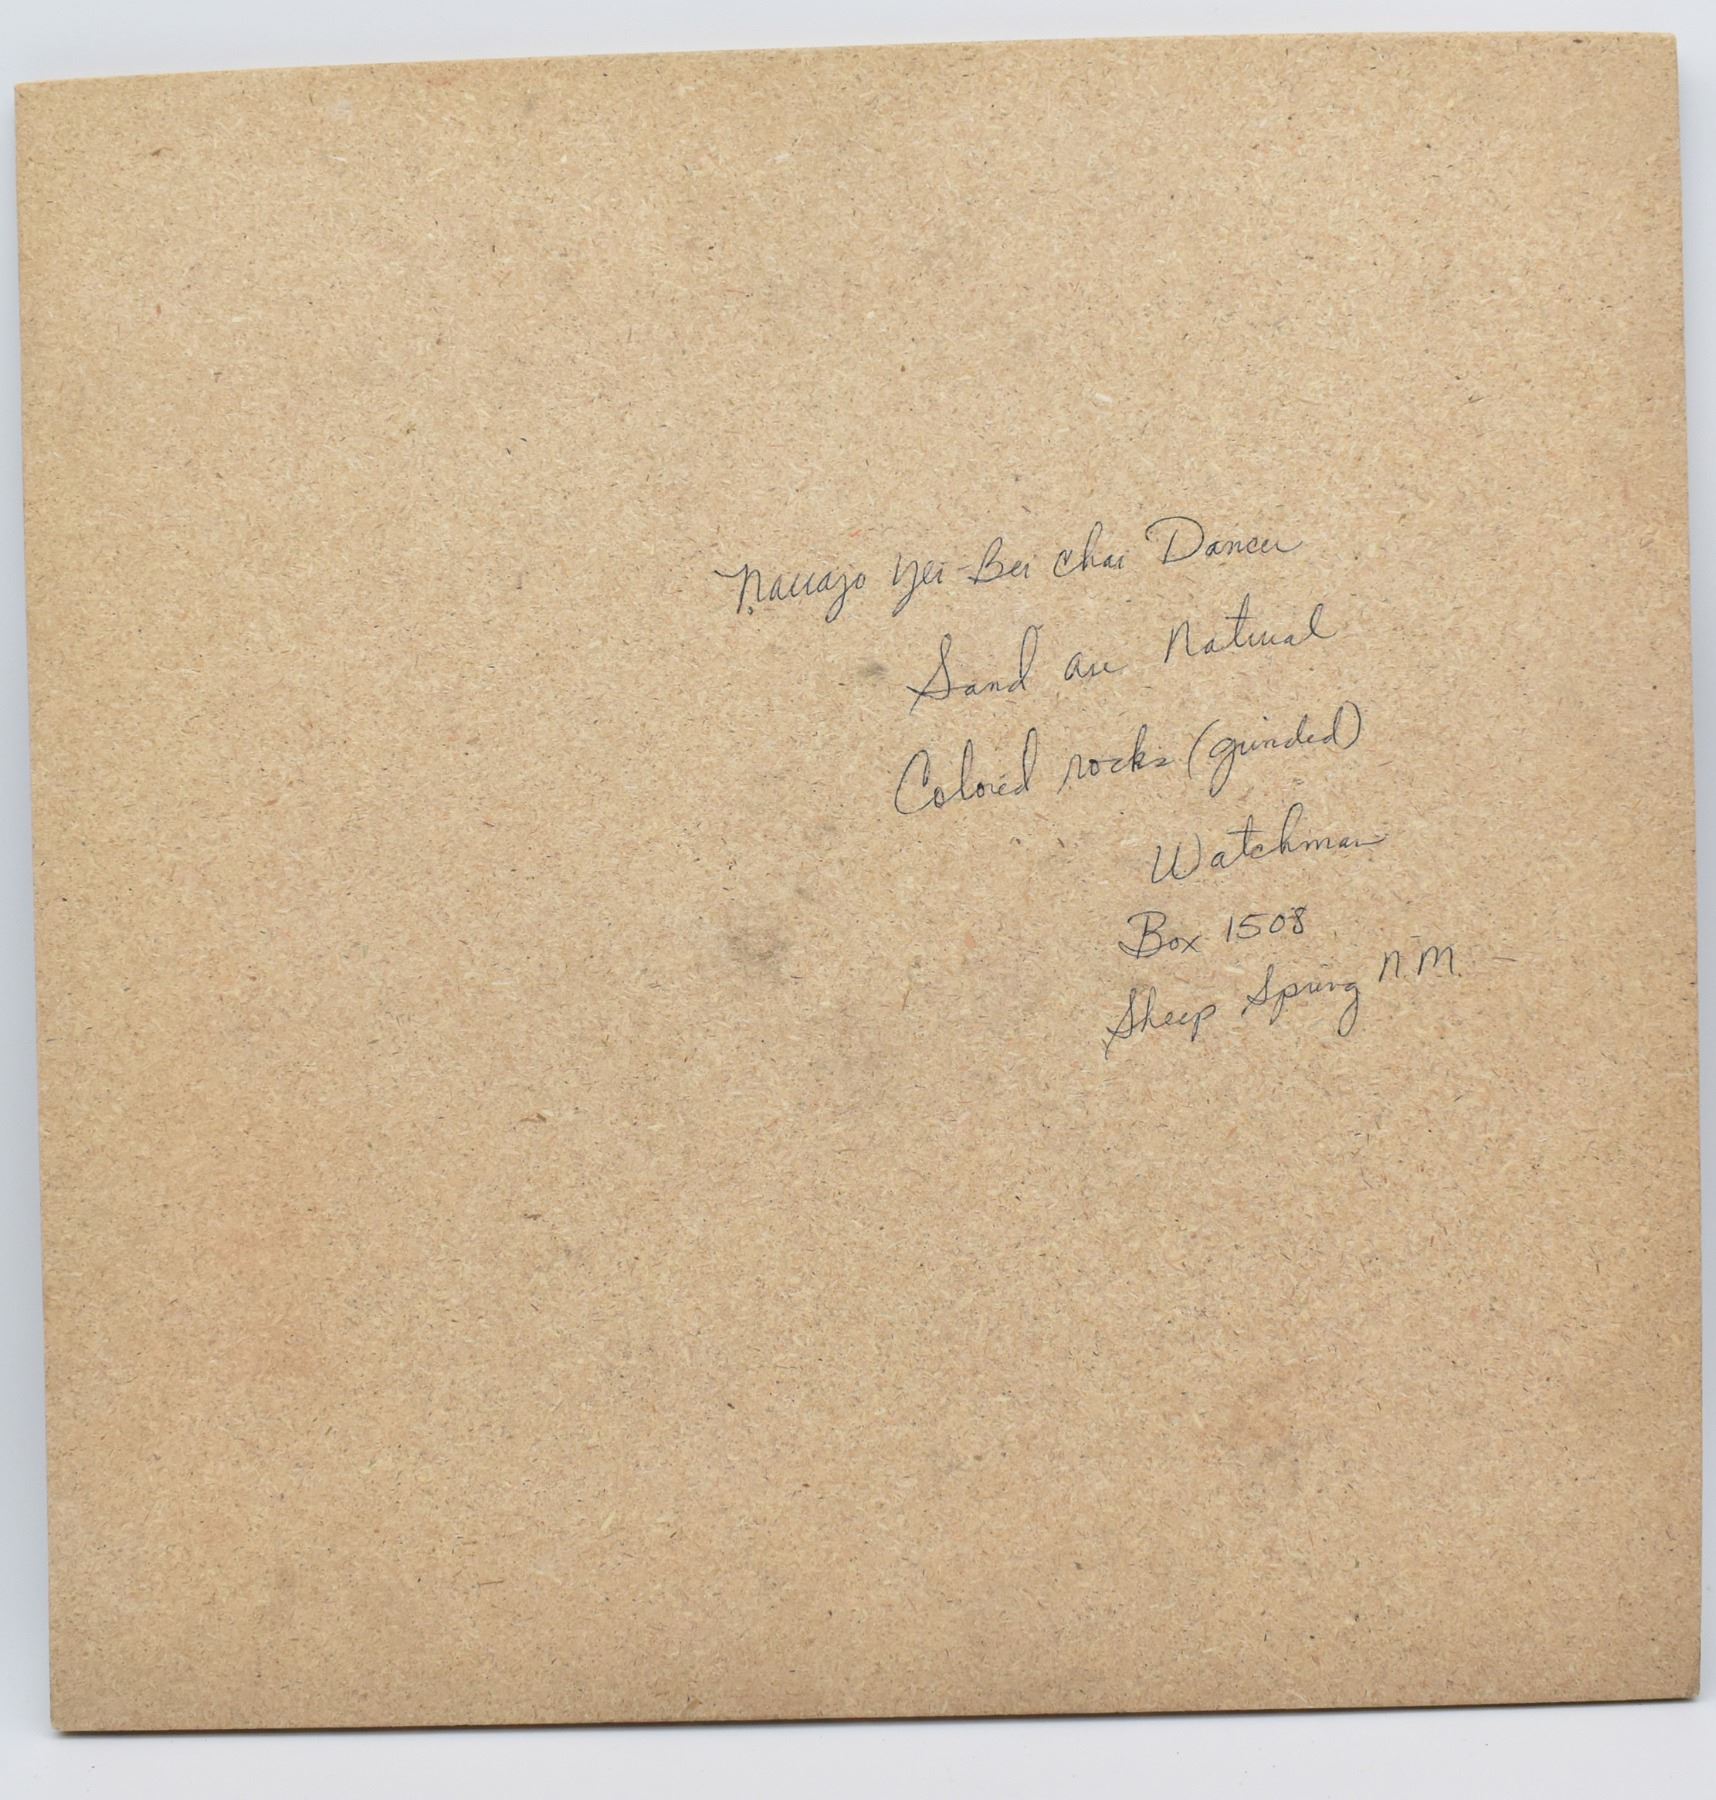 Navajo Yei-Bei Chai Dancer
Sand are Natural
Colored rocks (grinded)
Watchman
Box 1508
Sheep Spring N.M.